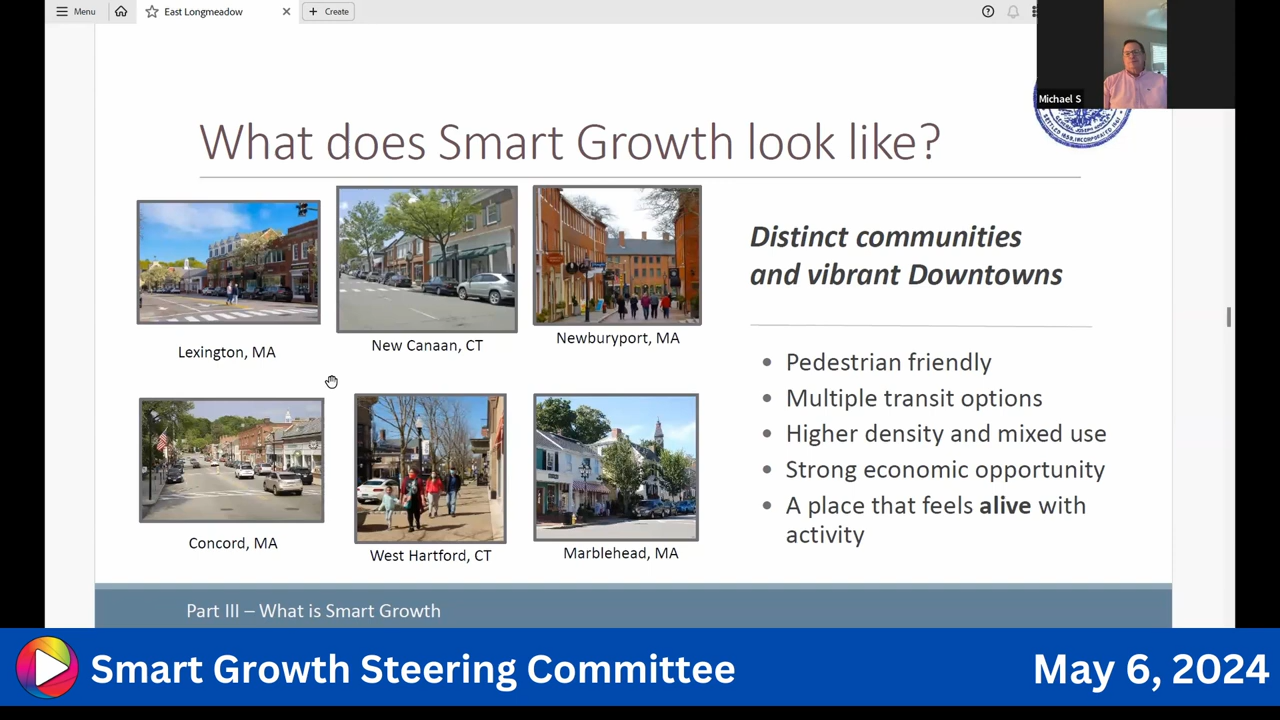 Menu
East Longmeadow
Create
Michael S
What does Smart Growth look like?
Lexington, MA
New Canaan, CT
Newburyport, MA
Distinct communities
and vibrant Downtowns
Pedestrian friendly
Multiple transit options
Higher density and mixed use
Strong economic opportunity
A place that feels alive with
activity
Concord, MA
West Hartford, CT
Marblehead, MA
Part III – What is Smart Growth
Smart Growth Steering Committee
May 6, 2024